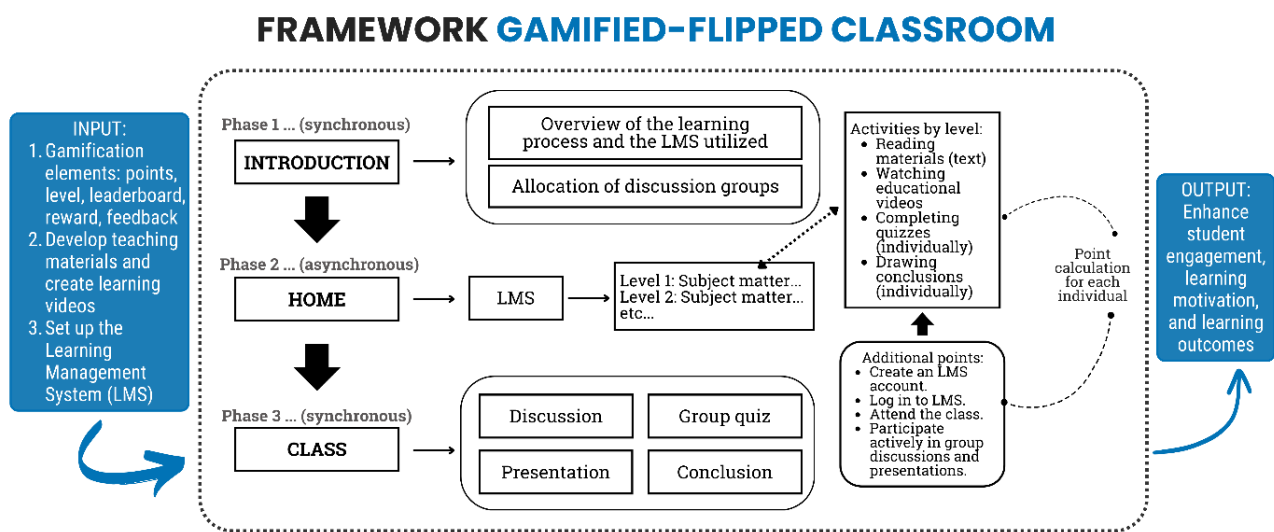 FRAMEWORK GAMIFIED-FLIPPED CLASSROOM
INPUT:
1. Gamification
elements: points,
level, leaderboard,
reward, feedback
2. Develop teaching
materials and
create learning
videos
3. Set up the
Learning
Management
System (LMS)
Phase 1 ... (synchronous)
INTRODUCTION
Overview of the learning
process and the LMS utilized
Allocation of discussion groups
Phase 2 ... (asynchronous)
HOME
LMS
Level 1: Subject matter...
Level 2: Subject matter...
etc...
Phase 3 ... (synchronous)
CLASS
Discussion
Group quiz
Presentation
Conclusion
Activities by level:
• Reading
materials (text)
• Watching
educational
videos
• Completing
quizzes
(individually)
• Drawing
conclusions
(individually)
Additional points:
• Create an LMS
account.
• Log in to LMS.
• Attend the class.
• Participate
actively in group
discussions and
presentations.
Point
calculation
for each
individual
OUTPUT:
Enhance
student
engagement,
learning
motivation,
and learning
outcomes